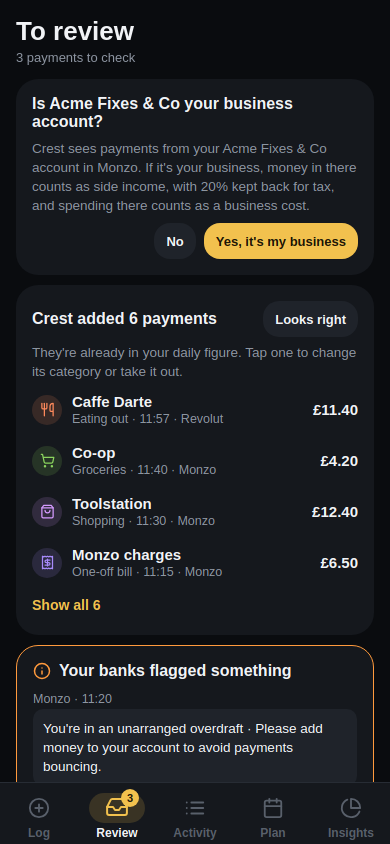 To review
3 payments to check
Is Acme Fixes & Co your business
account?
Crest sees payments from your Acme Fixes & Co
account in Monzo. If it's your business, money in there
counts as side income, with 20% kept back for tax,
and spending there counts as a business cost.
No
Yes, it's my business
Crest added 6 payments
Looks right
They're already in your daily figure. Tap one to change
its category or take it out.
Caffe Darte
£11.40
Eating out · 11:57 · Revolut
Co-op
£4.20
Groceries · 11:40 · Monzo
Toolstation
£12.40
Shopping · 11:30 · Monzo
Monzo charges
£6.50
One-off bill · 11:15 · Monzo
Show all 6
Your banks flagged something
Monzo · 11:20
You're in an unarranged overdraft · Please add
money to your account to avoid payments
bouncing.
3
Log
Review
Activity
Plan
Insights